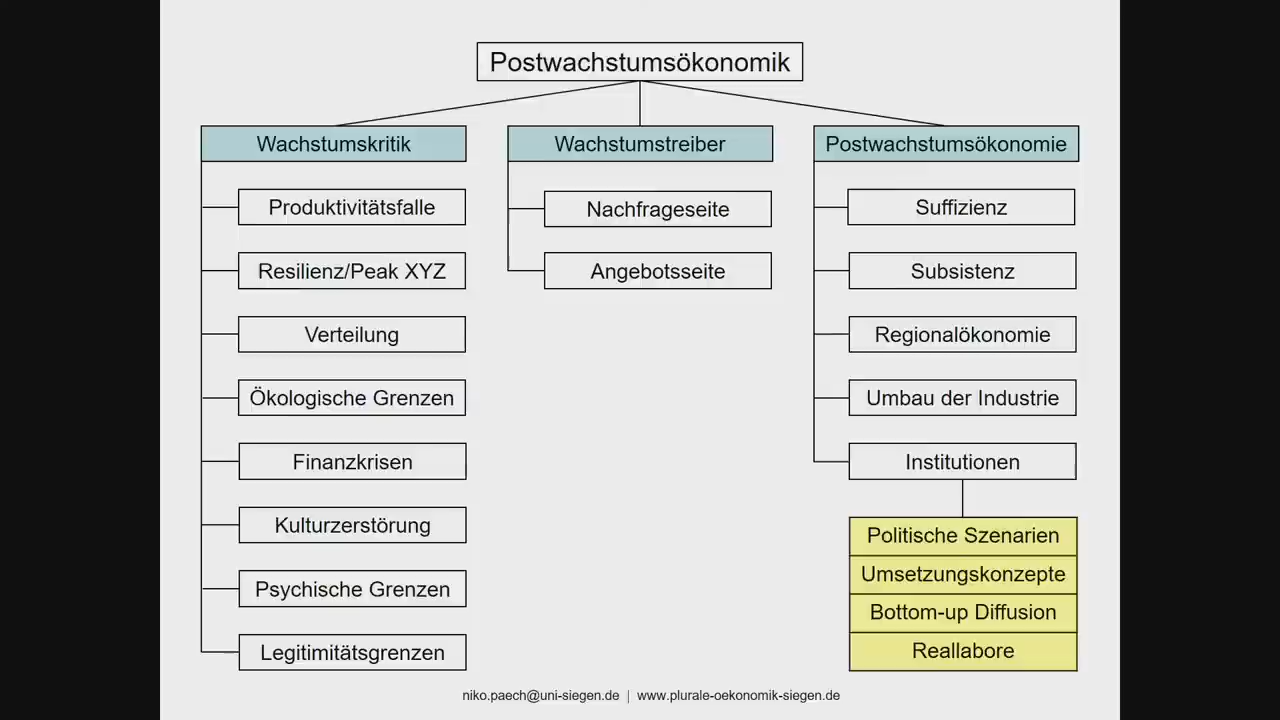 Postwachstumsökonomik
Wachstumskritik
Produktivitätsfalle
Resilienz/Peak XYZ
Verteilung
Ökologische Grenzen
Finanzkrisen
Kulturzerstörung
Psychische Grenzen
Legitimitätsgrenzen
Wachstumstreiber
Nachfrageseite
Angebotsseite
Postwachstumsökonomie
Suffizienz
Subsistenz
Regionalökonomie
Umbau der Industrie
Institutionen
Politische Szenarien
Umsetzungskonzepte
Bottom-up Diffusion
Reallabore
niko.paech@uni-siegen.de | www.plurale-oekonomik-siegen.de